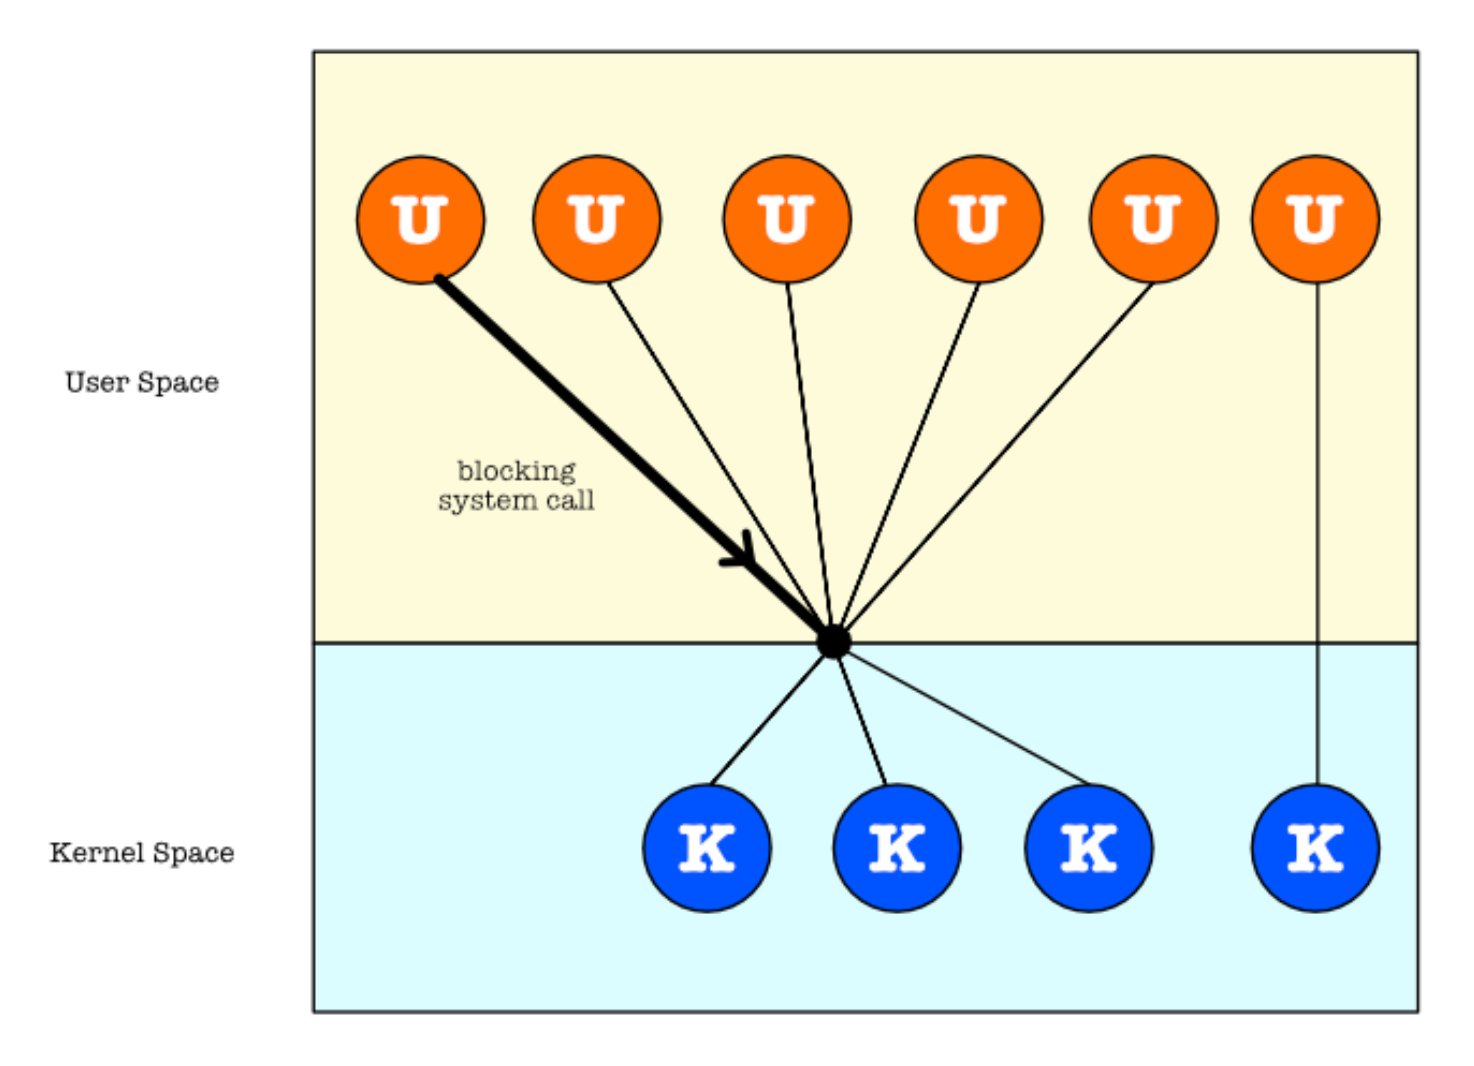 U U U U U U
User Space
blocking
system call
K K K K
Kernel Space